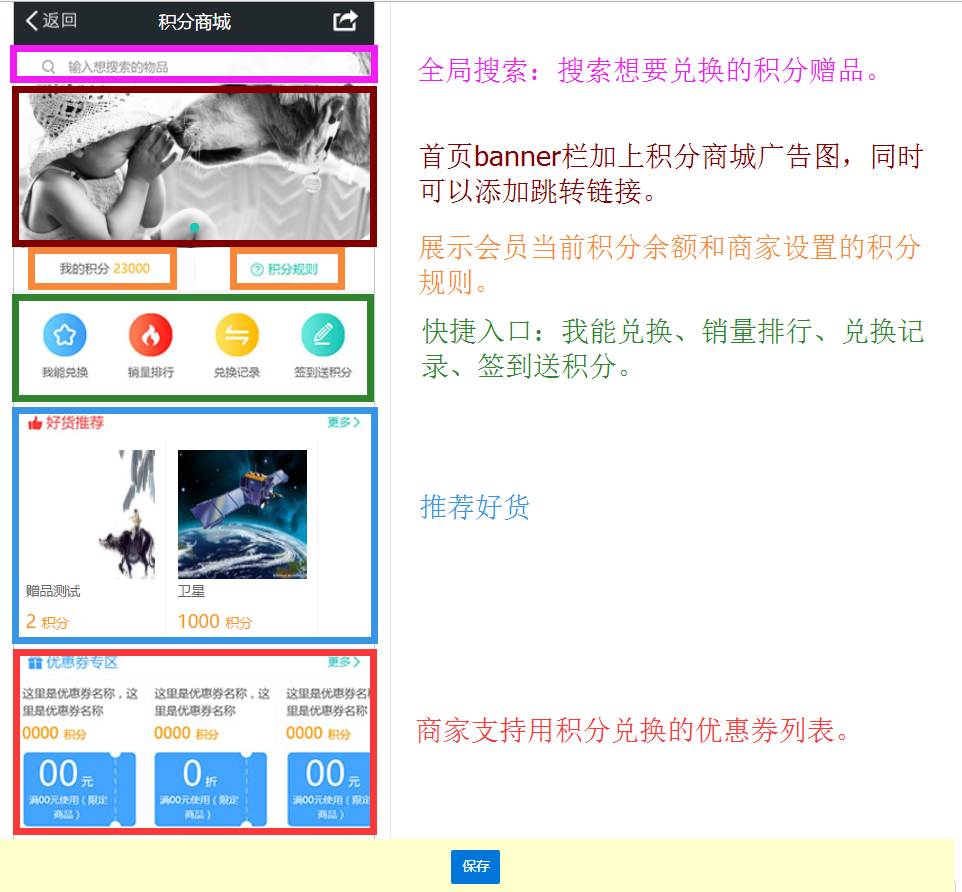 返回
积分商城
输入想搜索的物品
全局搜索：搜索想要兑换的积分赠品。
首页banner栏加上积分商城广告图，同时
可以添加跳转链接。
我的积分 23000
积分规则
展示会员当前积分余额和商家设置的积分
规则。
我能兑换
销量排行
兑换记录
签到送积分
快捷入口：我能兑换、销量排行、兑换记
录、签到送积分。
好货推荐
更多
赠品测试
2 积分
卫星
1000 积分
推荐好货
优惠券专区
更多
这里是优惠券名称，这
里是优惠券名称
0000 积分
00元
满00元使用（限定
商品）
这里是优惠券名称，这
里是优惠券名称
0000 积分
0折
满00元使用（限定
商品）
这里是优惠券名
里是优惠券名称
0000 积分
00元
满00元使用（限定
商品）
商家支持用积分兑换的优惠券列表。
保存